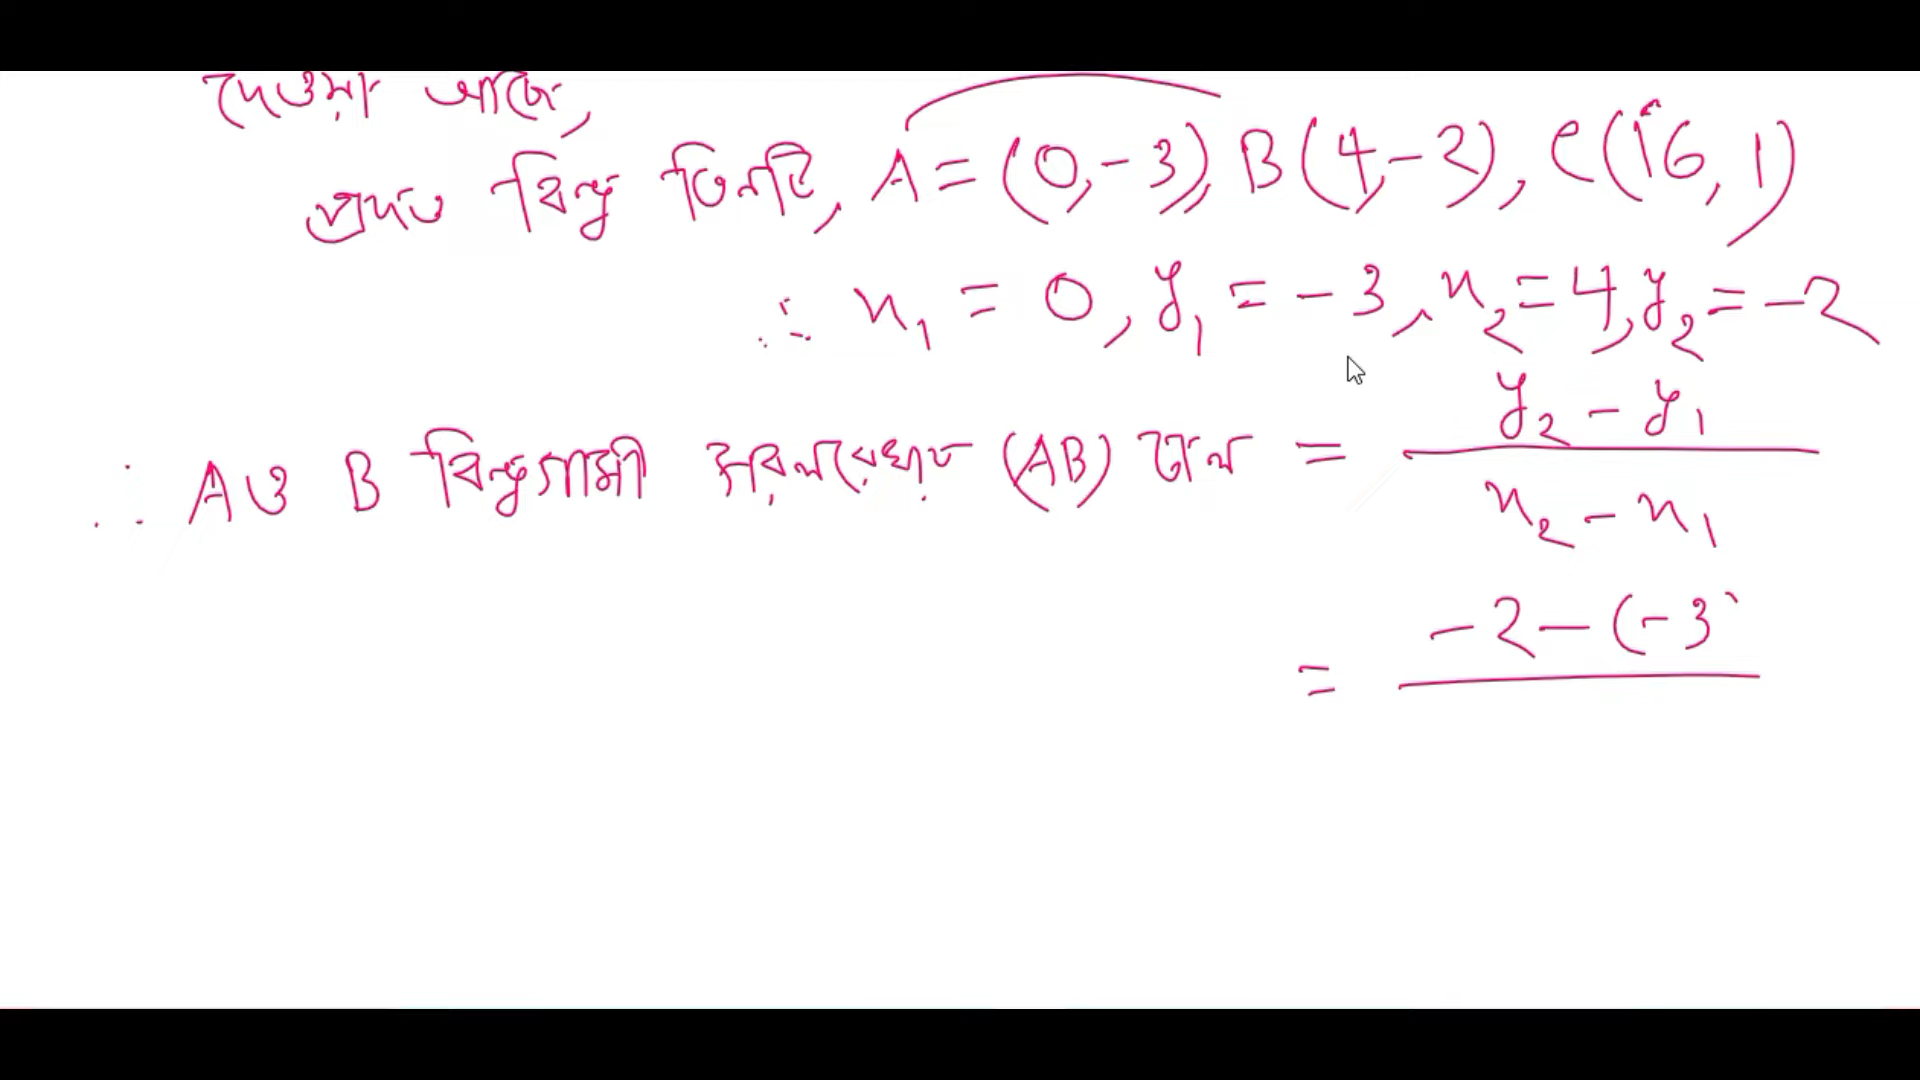 দেওয়া আছে,
প্রদত্ত বিন্দু তিনটি, A = (0, -3), B (4, -2), C (16, 1)
∴ x₁ = 0, y₁ = -3, x₂ = 4, y₂ = -2
∴ A ও B বিন্দুগামী সরলরেখার (AB) ঢাল = y₂ - y₁ / x₂ - x₁
= -2 - (-3)